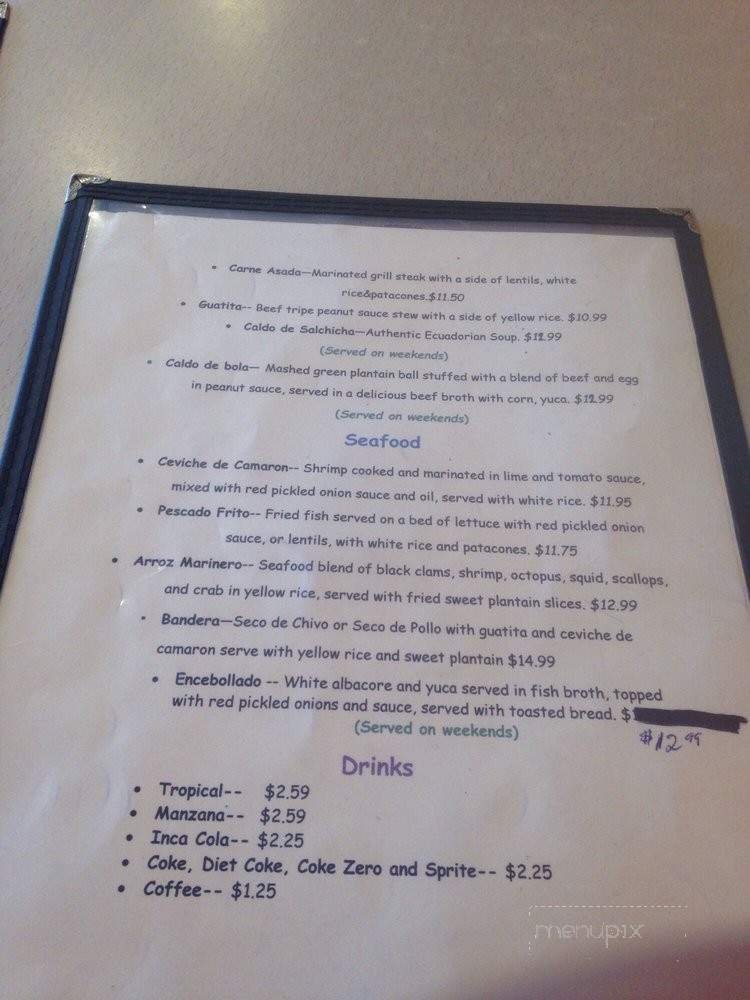 • Carne Asada—Marinated grill steak with a side of lentils, white
rice&patacones.$11.50
• Guatita-- Beef tripe peanut sauce stew with a side of yellow rice. $10.99
• Caldo de Salchicha—Authentic Ecuadorian Soup. $
(Served on weekends)
• Caldo de bola— Mashed green plantain ball stuffed with a blend of beef and egg
in peanut sauce, served in a delicious beef broth with corn, yuca. $
(Served on weekends)
Seafood
• Ceviche de Camaron-- Shrimp cooked and marinated in lime and tomato sauce,
mixed with red pickled onion sauce and oil, served with white rice. $11.95
• Pescado Frito-- Fried fish served on a bed of lettuce with red pickled onion
sauce, or lentils, with white rice and patacones. $11.75
• Arroz Marinero-- Seafood blend of black clams, shrimp, octopus, squid, scallops,
and crab in yellow rice, served with fried sweet plantain slices. $12.99
• Bandera—Seco de Chivo or Seco de Pollo with guatita and ceviche de
camaron serve with yellow rice and sweet plantain $14.99
• Encebollado -- White albacore and yuca served in fish broth, topped
with red pickled onions and sauce, served with toasted bread. $
$12.99
(Served on weekends)
Drinks
• Tropical-- $2.59
• Manzana-- $2.59
• Inca Cola-- $2.25
• Coke, Diet Coke, Coke Zero and Sprite-- $2.25
• Coffee-- $1.25
menupix